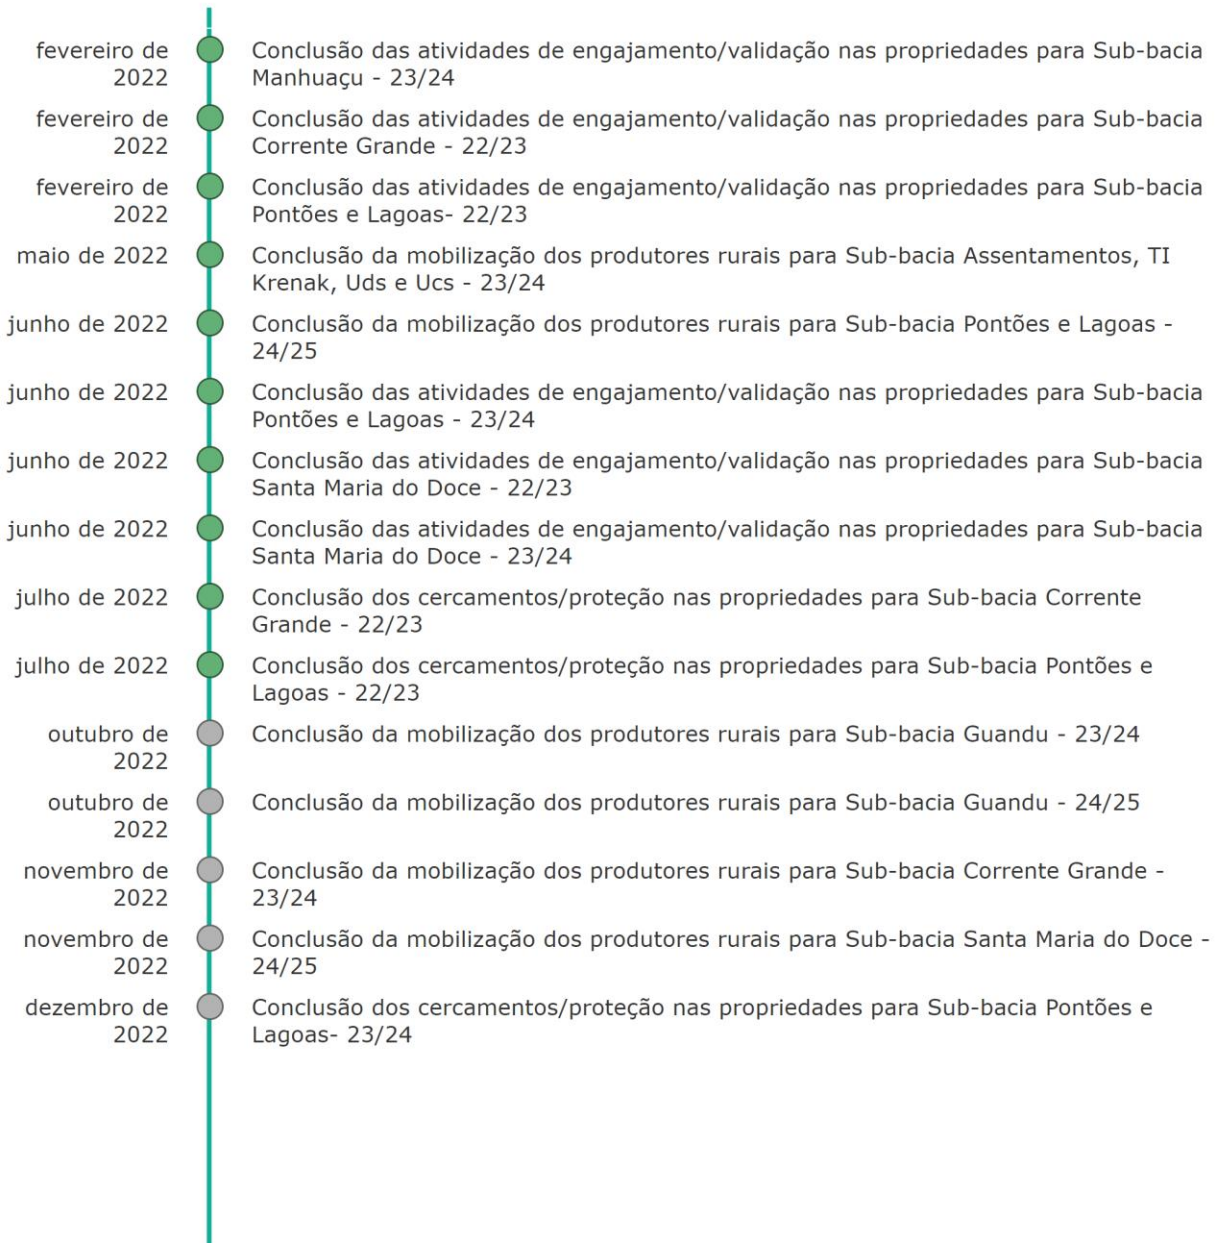 fevereiro de
2022
Conclusão das atividades de engajamento/validação nas propriedades para Sub-bacia
Manhuaçu - 23/24
fevereiro de
2022
Conclusão das atividades de engajamento/validação nas propriedades para Sub-bacia
Corrente Grande - 22/23
fevereiro de
2022
Conclusão das atividades de engajamento/validação nas propriedades para Sub-bacia
Pontões e Lagoas- 22/23
maio de 2022
Conclusão da mobilização dos produtores rurais para Sub-bacia Assentamentos, TI
Krenak, Uds e Ucs - 23/24
junho de 2022
Conclusão da mobilização dos produtores rurais para Sub-bacia Pontões e Lagoas -
24/25
junho de 2022
Conclusão das atividades de engajamento/validação nas propriedades para Sub-bacia
Pontões e Lagoas - 23/24
junho de 2022
Conclusão das atividades de engajamento/validação nas propriedades para Sub-bacia
Santa Maria do Doce - 22/23
junho de 2022
Conclusão das atividades de engajamento/validação nas propriedades para Sub-bacia
Santa Maria do Doce - 23/24
julho de 2022
Conclusão dos cercamentos/proteção nas propriedades para Sub-bacia Corrente
Grande - 22/23
julho de 2022
Conclusão dos cercamentos/proteção nas propriedades para Sub-bacia Pontões e
Lagoas - 22/23
outubro de
2022
Conclusão da mobilização dos produtores rurais para Sub-bacia Guandu - 23/24
outubro de
2022
Conclusão da mobilização dos produtores rurais para Sub-bacia Guandu - 24/25
novembro de
2022
Conclusão da mobilização dos produtores rurais para Sub-bacia Corrente Grande -
23/24
novembro de
2022
Conclusão da mobilização dos produtores rurais para Sub-bacia Santa Maria do Doce -
24/25
dezembro de
2022
Conclusão dos cercamentos/proteção nas propriedades para Sub-bacia Pontões e
Lagoas- 23/24